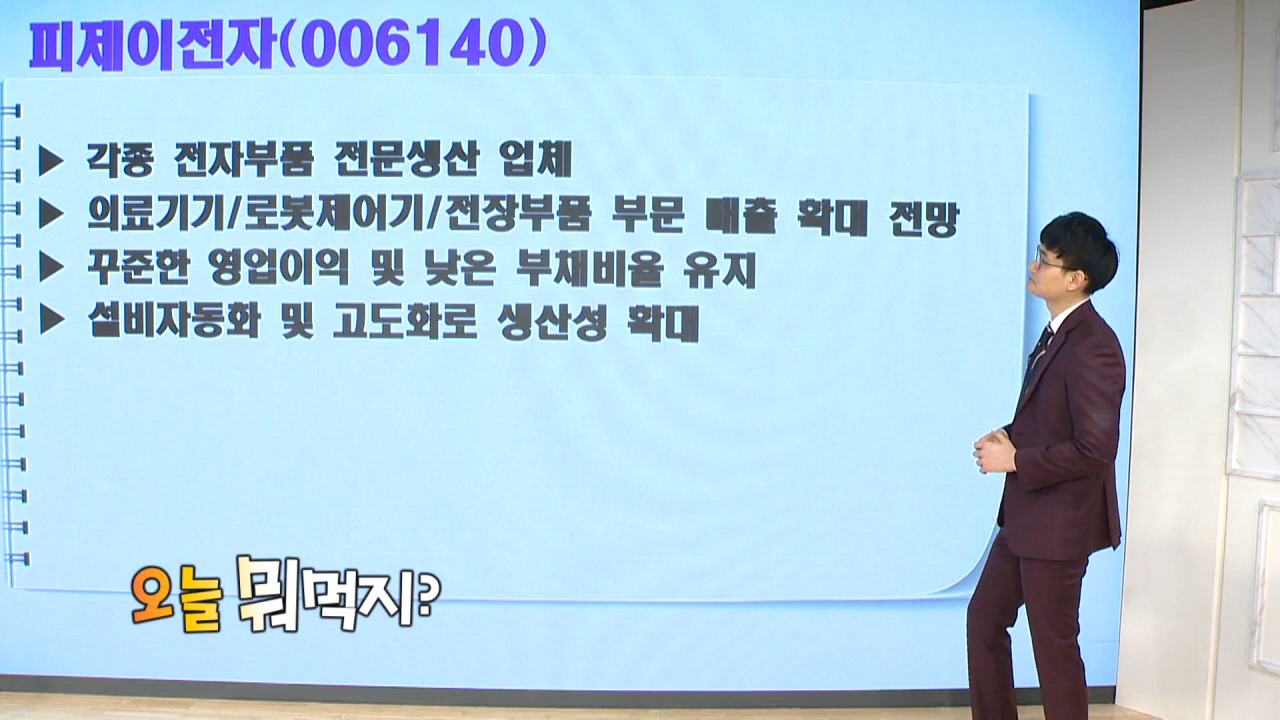 피제이전자(006140)
▶ 각종 전자부품 전문생산 업체
▶ 의료기기/로봇제어기/전장부품 부문 매출 확대 전망
▶ 꾸준한 영업이익 및 낮은 부채비율 유지
▶ 설비자동화 및 고도화로 생산성 확대
오늘 뭐먹지?